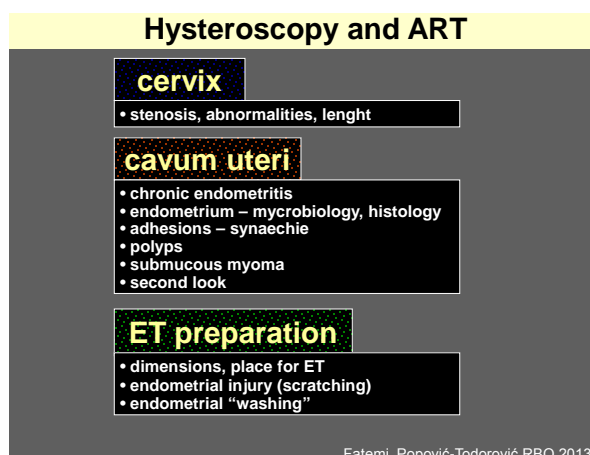 Hysteroscopy and ART
cervix
• stenosis, abnormalities, lenght
cavum uteri
• chronic endometritis
• endometrium – mycrobiology, histology
• adhesions – synaechie
• polyps
• submucous myoma
• second look
ET preparation
• dimensions, place for ET
• endometrial injury (scratching)
• endometrial “washing”
Fatemi, Popović-Todorović RBO 2013